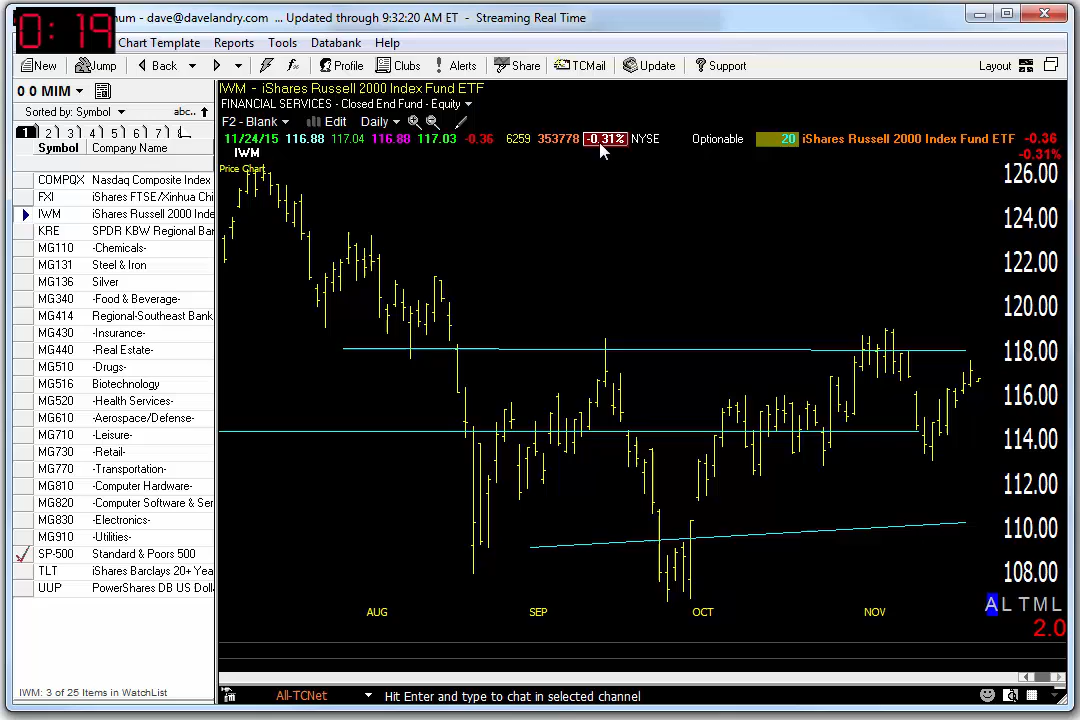 0:19
num - dave@davelandry.com ... Updated through 9:32:20 AM ET - Streaming Real Time
Chart Template Reports Tools Databank Help
New Jump Back Profile Clubs Alerts Share TCMail Update Support Layout
0 0 MIM
Sorted by: Symbol abc..
1 2 3 4 5 6 7
Symbol Company Name
COMPQX Nasdaq Composite Index
FXI iShares FTSE/Xinhua Chi
IWM iShares Russell 2000 Inde
KRE SPDR KBW Regional Bar
MG110 -Chemicals-
MG131 Steel & Iron
MG136 Silver
MG340 -Food & Beverage-
MG414 Regional-Southeast Bank
MG430 -Insurance-
MG440 -Real Estate-
MG510 -Drugs-
MG516 Biotechnology
MG520 -Health Services-
MG610 -Aerospace/Defense-
MG710 -Leisure-
MG730 -Retail-
MG770 -Transportation-
MG810 -Computer Hardware-
MG820 -Computer Software & Ser
MG830 -Electronics-
MG910 -Utilities-
SP-500 Standard & Poors 500
TLT iShares Barclays 20+ Yea
UUP PowerShares DB US Dolla
IWM: 3 of 25 Items in WatchList
IWM - iShares Russell 2000 Index Fund ETF
FINANCIAL SERVICES - Closed End Fund - Equity
F2 - Blank Edit Daily
11/24/15 116.88 117.04 116.88 117.03 -0.36 6259 353778 -0.31% NYSE Optionable 20 iShares Russell 2000 Index Fund ETF -0.36
IWM -0.31%
Price Chart
126.00
124.00
122.00
120.00
118.00
116.00
114.00
112.00
110.00
108.00
AUG SEP OCT NOV
A L T M L
2.0
All-TCNet Hit Enter and type to chat in selected channel